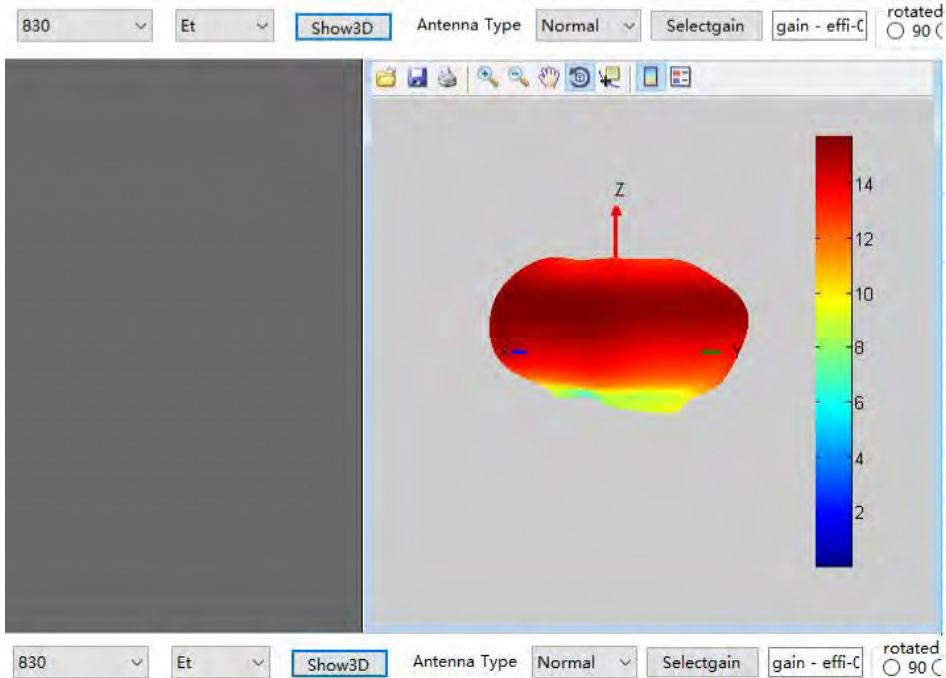 830 Et Show3D Antenna Type Normal Selectgain gain - effi-C rotated
90
Z
14
12
10
8
6
4
2
X Y
830 Et Show3D Antenna Type Normal Selectgain gain - effi-C rotated
90